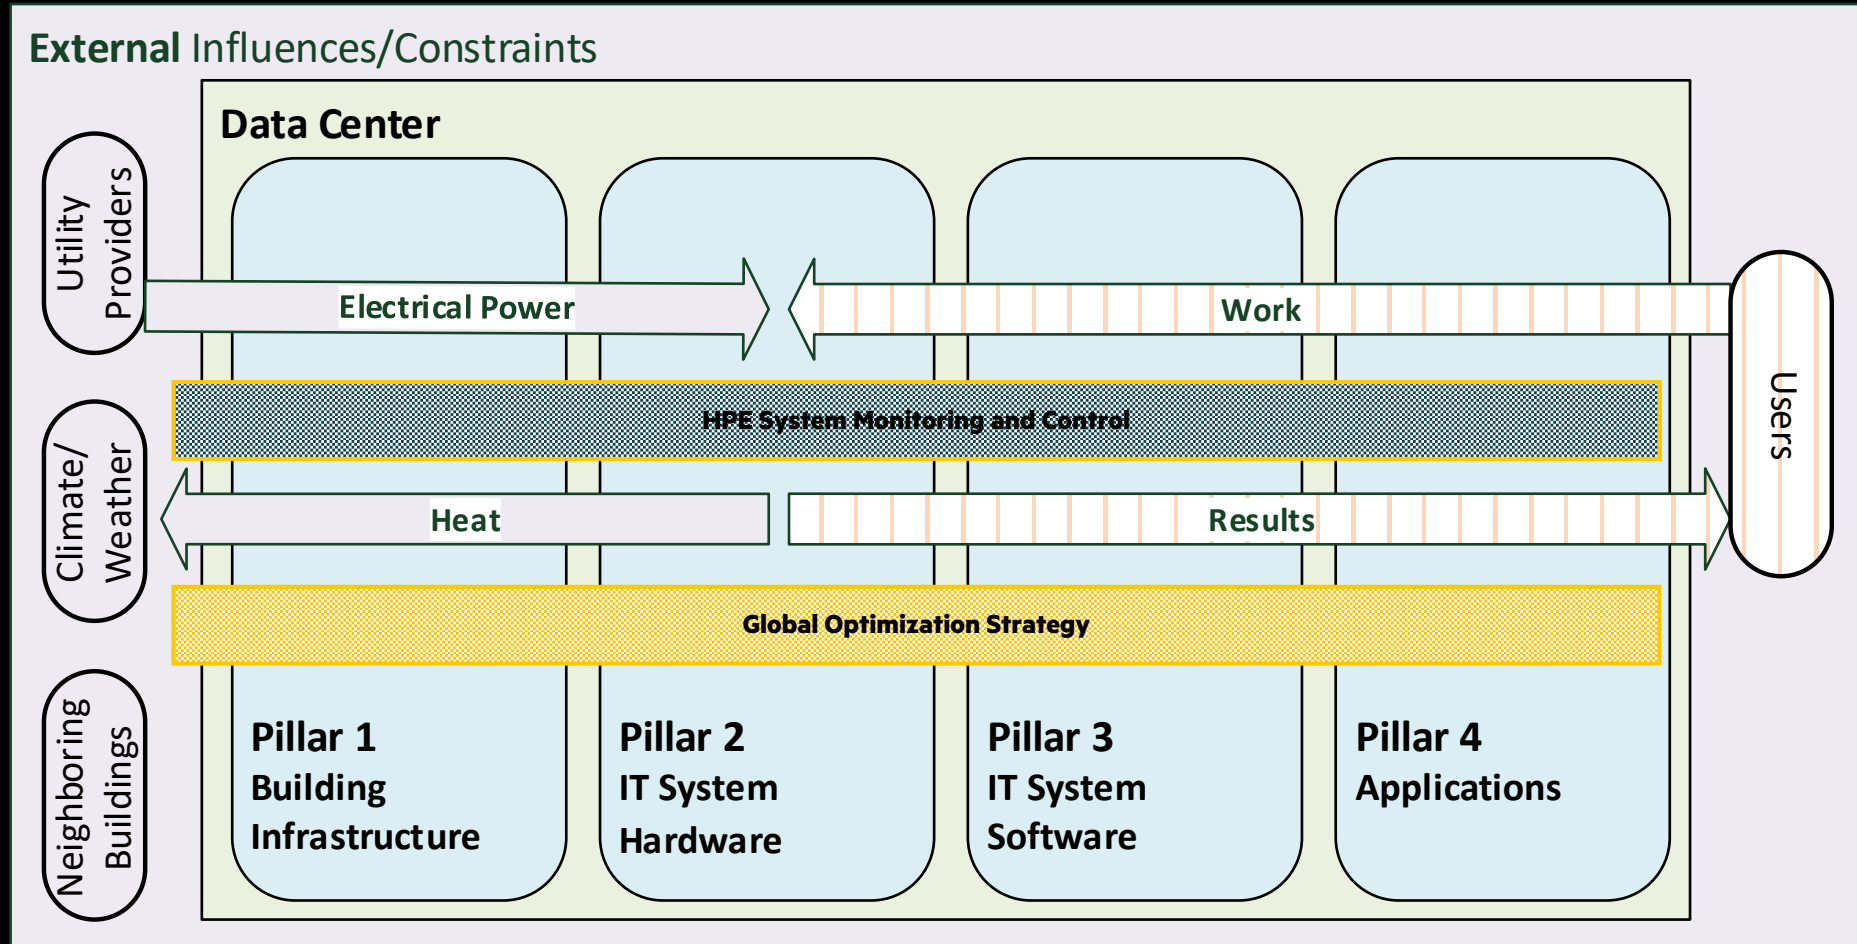 External Influences/Constraints
Data Center
Utility
Providers
Electrical Power
Work
Users
HPE System Monitoring and Control
Climate/
Weather
Heat
Results
Global Optimization Strategy
Neighboring
Buildings
Pillar 1
Building
Infrastructure
Pillar 2
IT System
Hardware
Pillar 3
IT System
Software
Pillar 4
Applications